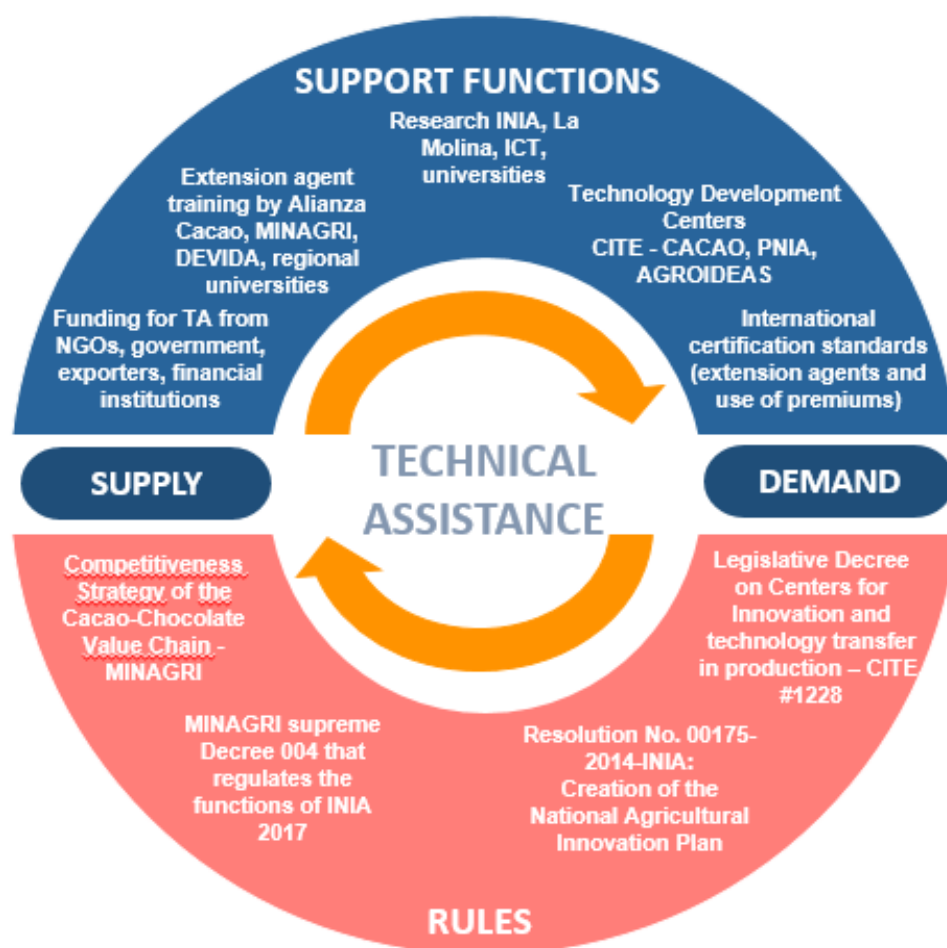 SUPPORT FUNCTIONS
Research INIA, La
Molina, ICT,
universities
Extension agent
training by Alianza
Cacao, MINAGRI,
DEVIDA, regional
universities
Technology Development
Centers
CITE - CACAO, PNIA,
AGROIDEAS
Funding for TA from
NGOs, government,
exporters, financial
institutions
International
certification standards
(extension agents and
use of premiums)
SUPPLY
TECHNICAL
ASSISTANCE
DEMAND
Competitiveness
Strategy of the
Cacao-Chocolate
Value Chain -
MINAGRI
Legislative Decree
on Centers for
Innovation and
technology transfer
in production – CITE
#1228
MINAGRI supreme
Decree 004 that
regulates the
functions of INIA
2017
Resolution No. 00175-
2014-INIA:
Creation of the
National Agricultural
Innovation Plan
RULES